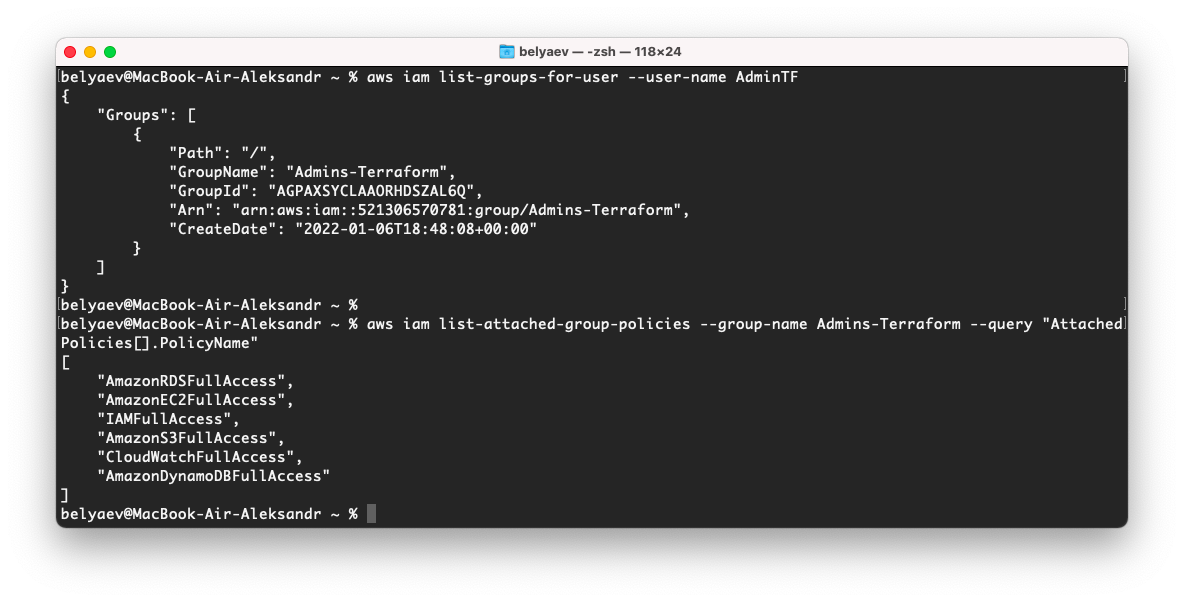 belyaev — -zsh — 118×24
belyaev@MacBook-Air-Aleksandr ~ % aws iam list-groups-for-user --user-name AdminTF
{
    "Groups": [
        {
            "Path": "/",
            "GroupName": "Admins-Terraform",
            "GroupId": "AGPAXSYCLAAORHDSZAL6Q",
            "Arn": "arn:aws:iam::521306570781:group/Admins-Terraform",
            "CreateDate": "2022-01-06T18:48:08+00:00"
        }
    ]
}
belyaev@MacBook-Air-Aleksandr ~ %
belyaev@MacBook-Air-Aleksandr ~ % aws iam list-attached-group-policies --group-name Admins-Terraform --query "Attached
Policies[].PolicyName"
[
    "AmazonRDSFullAccess",
    "AmazonEC2FullAccess",
    "IAMFullAccess",
    "AmazonS3FullAccess",
    "CloudWatchFullAccess",
    "AmazonDynamoDBFullAccess"
]
belyaev@MacBook-Air-Aleksandr ~ %